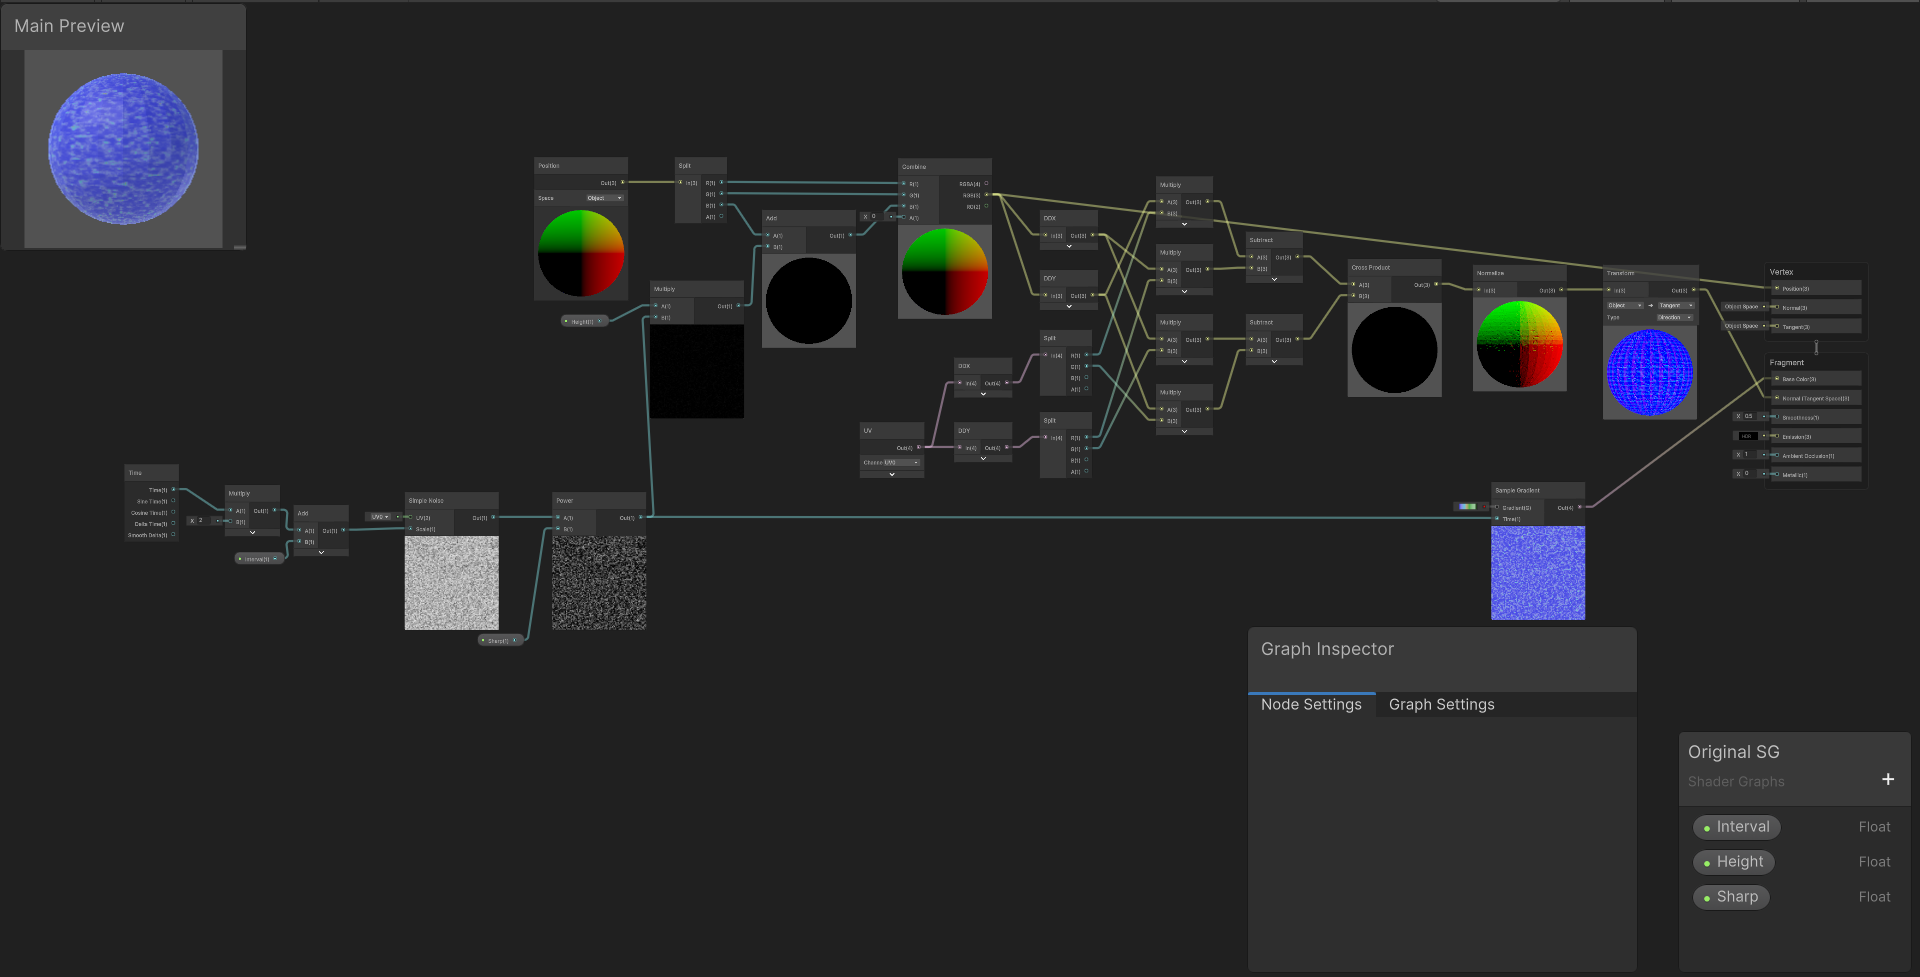 Main Preview
Position
Out(3)
Space
Object
Split
In(3)
R(1)
G(1)
B(1)
A(1)
Add
A(1)
B(1)
Out(1)
X 0
Combine
R(1)
G(1)
B(1)
A(1)
RGBA(4)
RGB(3)
RG(2)
Height(1)
Multiply
A(1)
B(1)
Out(1)
DDX
In(3)
Out(3)
DDY
In(3)
Out(3)
Multiply
A(3)
B(3)
Out(3)
Multiply
A(3)
B(3)
Out(3)
Multiply
A(3)
B(3)
Out(3)
Multiply
A(3)
B(3)
Out(3)
Subtract
A(3)
B(3)
Out(3)
Subtract
A(3)
B(3)
Out(3)
Cross Product
A(3)
B(3)
Out(3)
Normalize
In(3)
Out(3)
Transform
In(3)
Out(3)
Object
Tangent
Type
Direction
Vertex
Position(3)
Object Space
Normal(3)
Object Space
Tangent(3)
Fragment
Base Color(3)
Normal (Tangent Space)(3)
X 0.5
Smoothness(1)
HDR
Emission(3)
X 1
Ambient Occlusion(1)
X 0
Metallic(1)
UV
Out(4)
Channe
UV0
DDX
In(4)
Out(4)
DDY
In(4)
Out(4)
Split
In(4)
R(1)
G(1)
B(1)
A(1)
Split
In(4)
R(1)
G(1)
B(1)
A(1)
Time
Time(1)
Sine Time(1)
Cosine Time(1)
Delta Time(1)
Smooth Delta(1)
X 2
Multiply
A(1)
B(1)
Out(1)
Interval(1)
Add
A(1)
B(1)
Out(1)
UV0
Simple Noise
UV(2)
Scale(1)
Out(1)
Sharp(1)
Power
A(1)
B(1)
Out(1)
Sample Gradient
Gradient(0)
Time(1)
Out(4)
Graph Inspector
Node Settings
Graph Settings
Original SG
Shader Graphs
+
Interval Float
Height Float
Sharp Float